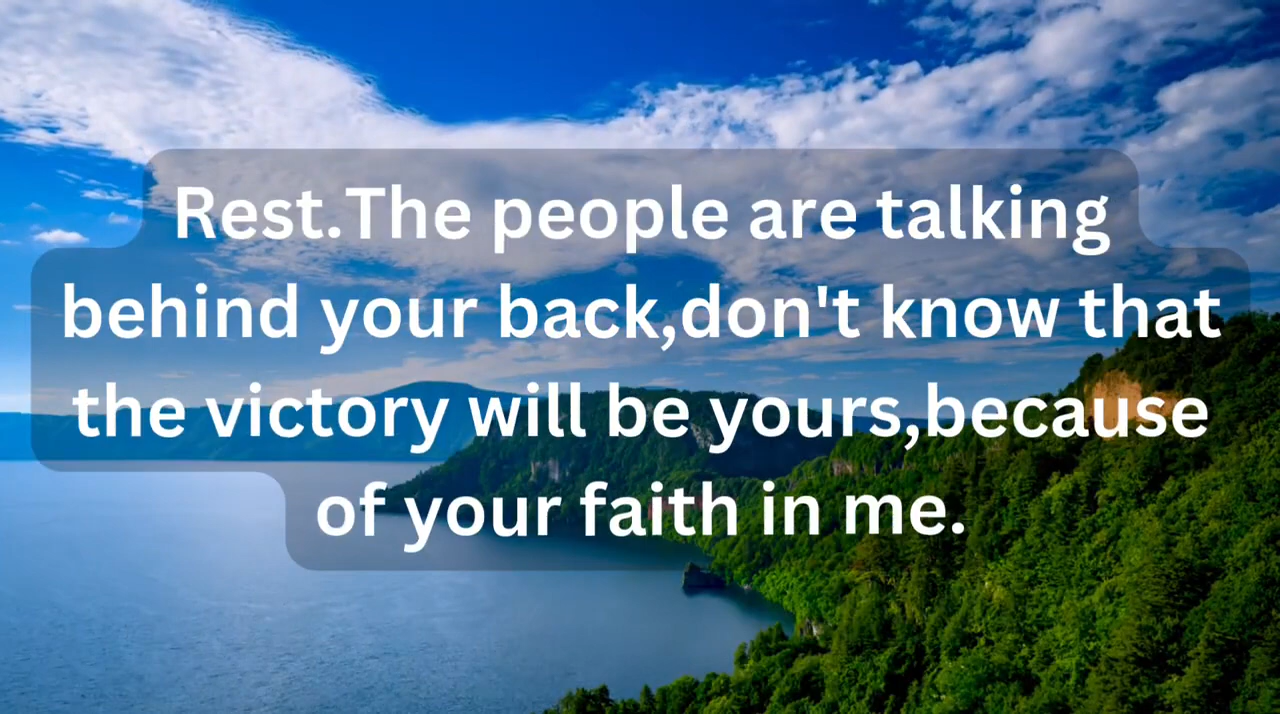 Rest.The people are talking
behind your back,don't know that
the victory will be yours,because
of your faith in me.